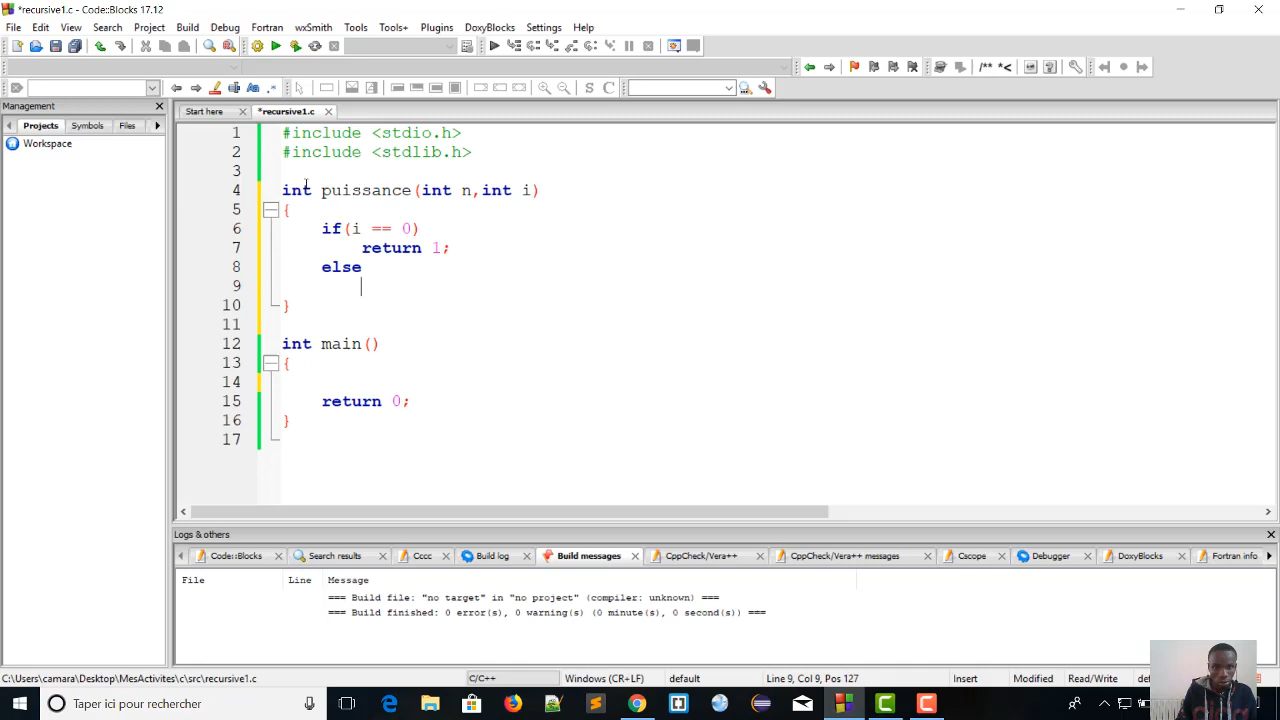 *recursive1.c - Code::Blocks 17.12
File Edit View Search Project Build Debug Fortran wxSmith Tools Tools+ Plugins DoxyBlocks Settings Help
Management
Projects Symbols Files
Workspace
Start here *recursive1.c
1 #include <stdio.h>
2 #include <stdlib.h>
3
4 int puissance(int n,int i)
5 {
6 if(i == 0)
7 return 1;
8 else
9
10 }
11
12 int main()
13 {
14
15 return 0;
16 }
17
Logs & others
Code::Blocks Search results Cccc Build log Build messages CppCheck/Vera++ CppCheck/Vera++ messages Cscope Debugger DoxyBlocks Fortran info
File Line Message
=== Build file: "no target" in "no project" (compiler: unknown) ===
=== Build finished: 0 error(s), 0 warning(s) (0 minute(s), 0 second(s)) ===
C:\Users\camara\Desktop\MesActivites\c\src\recursive1.c C/C++ Windows (CR+LF) default Line 9, Col 9, Pos 127 Insert Modified Read/Write
Taper ici pour rechercher